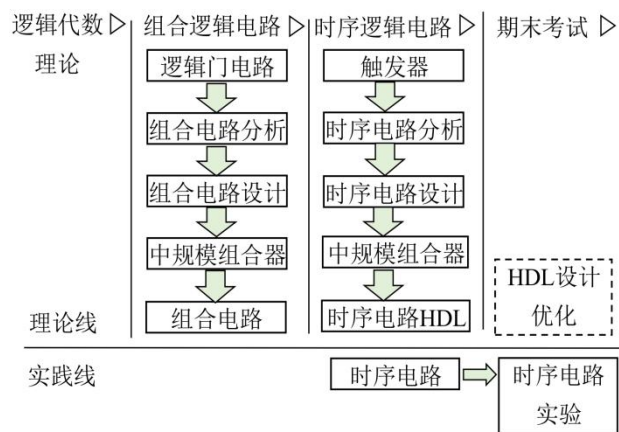 逻辑代数▷ 组合逻辑电路▷ 时序逻辑电路▷ 期末考试▷
理论 逻辑门电路 触发器
组合电路分析 时序电路分析
组合电路设计 时序电路设计
中规模组合器 中规模组合器
HDL设计
优化
理论线 组合电路 时序电路HDL
实践线 时序电路 时序电路
实验